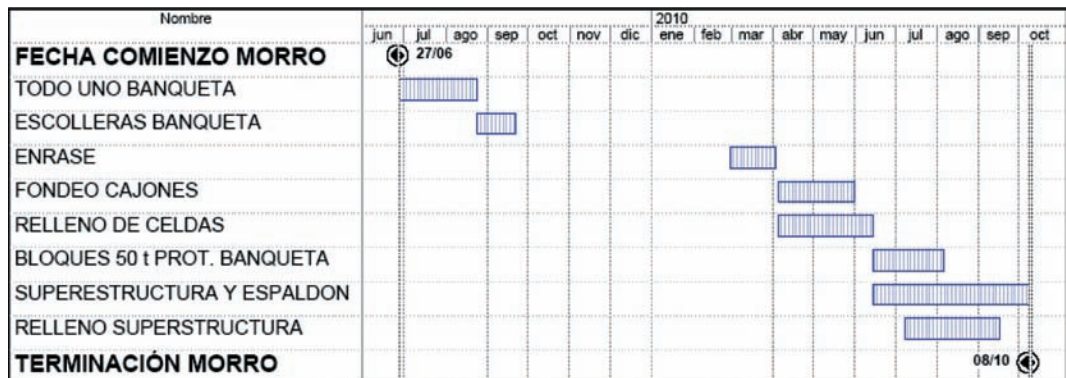 Nombre
2010
jun jul ago sep oct nov dic ene feb mar abr may jun jul ago sep oct
FECHA COMIENZO MORRO 27/06
TODO UNO BANQUETA
ESCOLLERAS BANQUETA
ENRASE
FONDEO CAJONES
RELLENO DE CELDAS
BLOQUES 50 t PROT. BANQUETA
SUPERESTRUCTURA Y ESPALDON
RELLENO SUPERSTRUCTURA
TERMINACIÓN MORRO 08/10